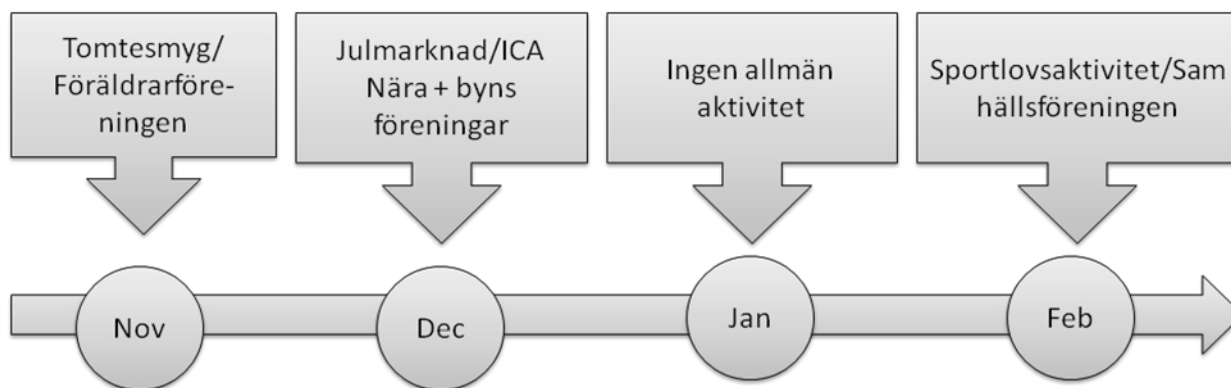 Tomtesmyg/
Föräldrarföre-
ningen
Julmarknad/ICA
Nära + byns
föreningar
Ingen allmän
aktivitet
Sportlovsaktivitet/Sam
hällsföreningen
Nov
Dec
Jan
Feb